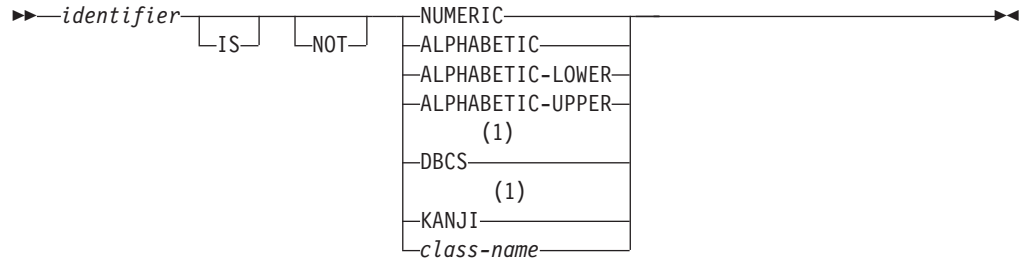 identifier NUMERIC
IS NOT ALPHABETIC
ALPHABETIC-LOWER
ALPHABETIC-UPPER
(1)
DBCS
(1)
KANJI
class-name